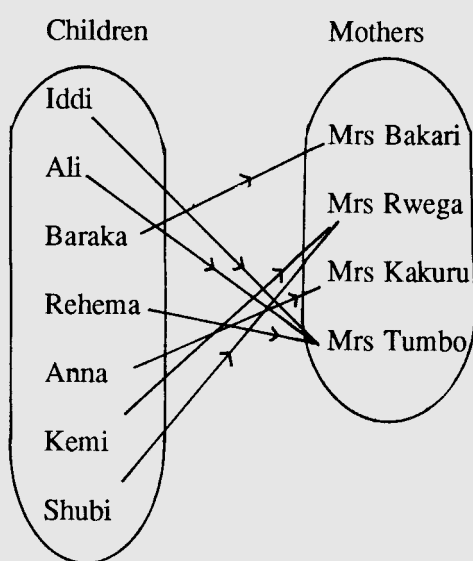 Children
Mothers
Iddi
Ali
Baraka
Rehema
Anna
Kemi
Shubi
Mrs Bakari
Mrs Rwega
Mrs Kakuru
Mrs Tumbo